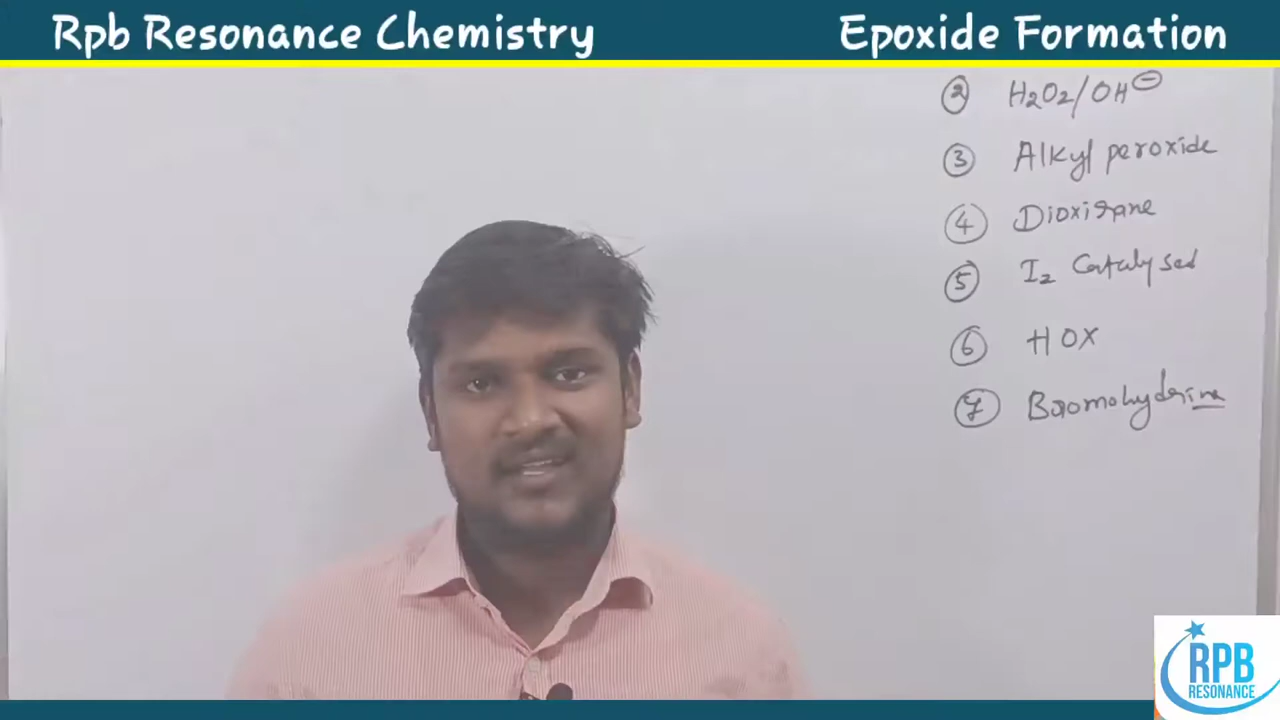 Rpb Resonance Chemistry
Epoxide Formation
② H₂O₂/OH⊖
③ Alkyl peroxide
④ Dioxirane
⑤ I₂ Catalysed
⑥ HOX
⑦ Bromohydrine
RPB
RESONANCE